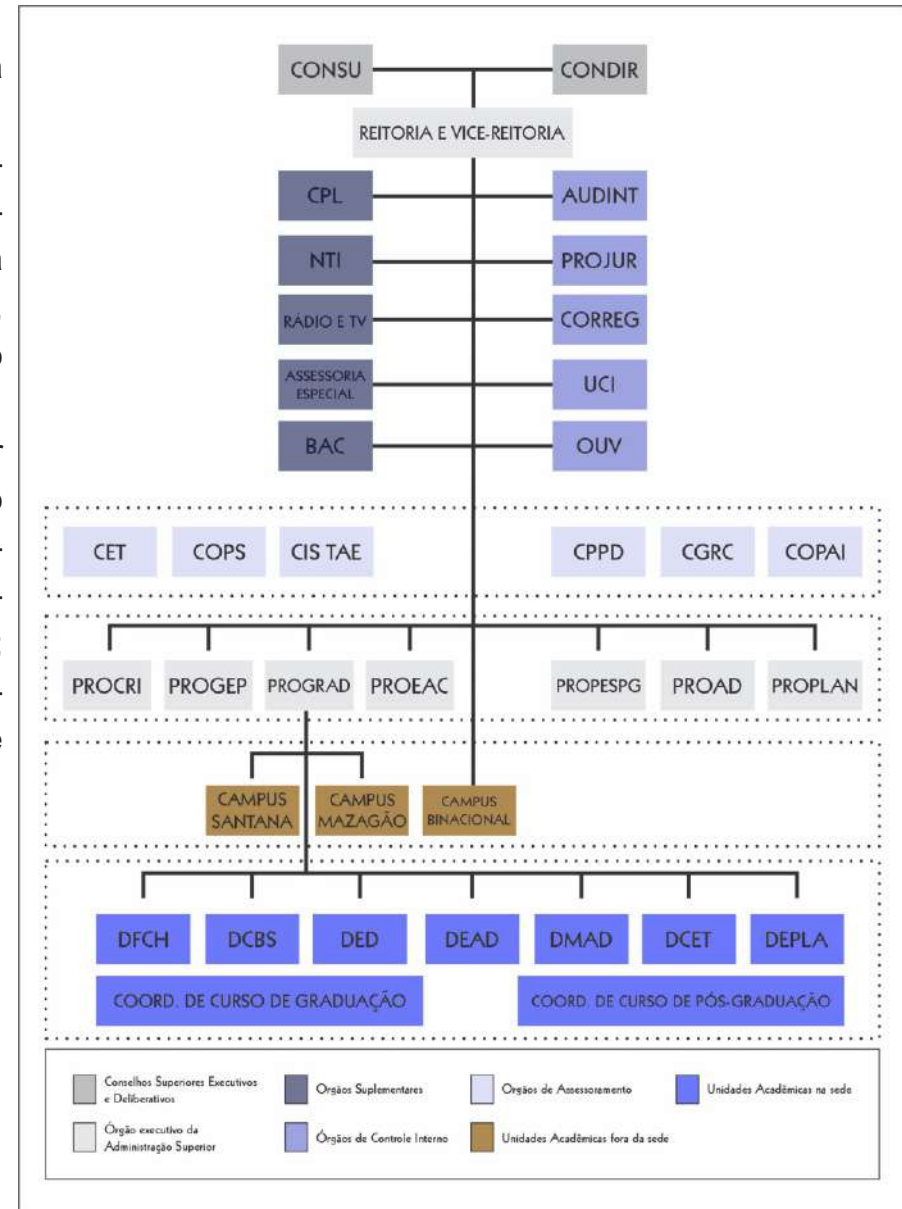 CONSU
CONDIR
REITORIA E VICE-REITORIA
CPL
AUDINT
NTI
PROJUR
RÁDIO E TV
CORREG
ASSESSORIA
ESPECIAL
UCI
BAC
OUV
CET
COPS
CIS TAE
CPPD
CGRC
COPAI
PROCRI
PROGEP
PROGRAD
PROEAC
PROPESPG
PROAD
PROPLAN
CAMPUS
SANTANA
CAMPUS
MAZAGÃO
CAMPUS
BINACIONAL
DFCH
DCBS
DED
DEAD
DMAD
DCET
DEPLA
COORD. DE CURSO DE GRADUAÇÃO
COORD. DE CURSO DE PÓS-GRADUAÇÃO
Conselhos Superiores Executivos
e Deliberativos
Orgãos Suplementares
Orgãos de Assessoramento
Unidades Acadêmicas na sede
Órgão executivo da
Administração Superior
Órgãos de Controle Interno
Unidades Acadêmicas fora da sede